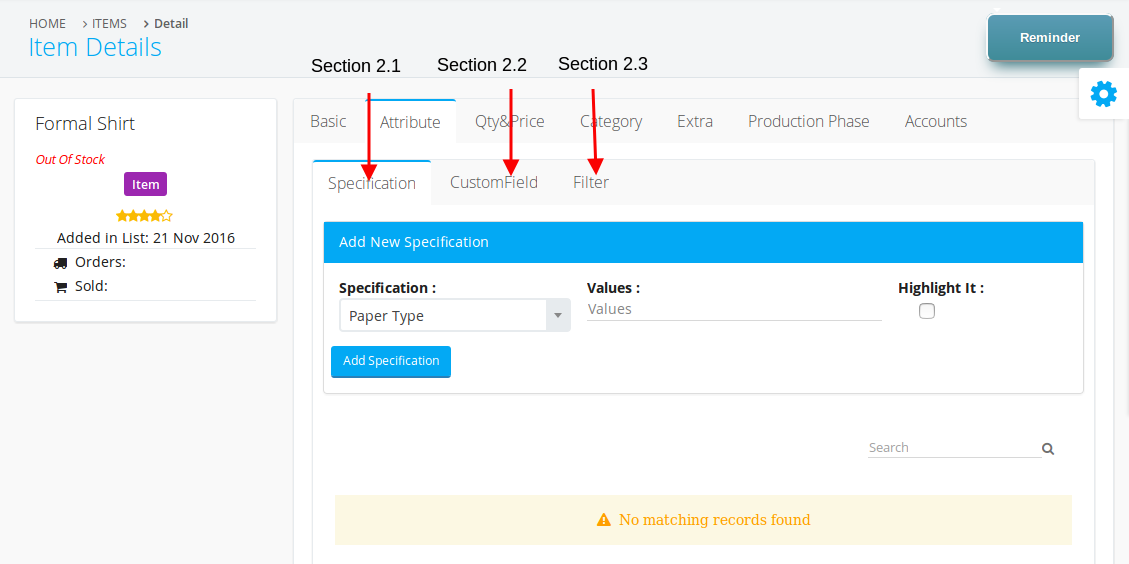 HOME > ITEMS > Detail
Item Details
Reminder
Section 2.1 Section 2.2 Section 2.3
Formal Shirt
Out Of Stock
Item
Added in List: 21 Nov 2016
Orders:
Sold:
Basic Attribute Qty&Price Category Extra Production Phase Accounts
Specification CustomField Filter
Add New Specification
Specification : Values : Highlight It :
Paper Type Values
Add Specification
Search
No matching records found